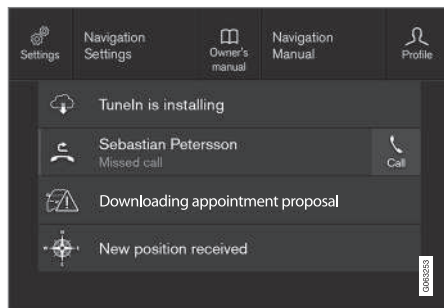 Settings
Navigation
Settings
Owner's
manual
Navigation
Manual
Profile
TuneIn is installing
Sebastian Petersson
Missed call
Call
Downloading appointment proposal
New position received
G063253